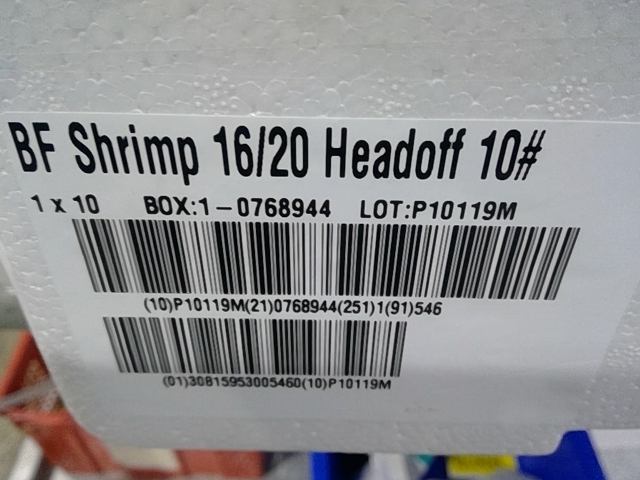 BF Shrimp 16/20 Headoff 10#
1 x 10 BOX:1-0768944 LOT:P10119M
(10)P10119M(21)0768944(251)1(91)546
(01)30815953005460(10)P10119M